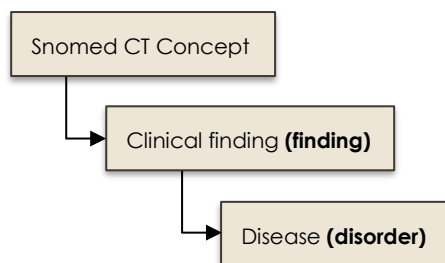 Snomed CT Concept
Clinical finding (finding)
Disease (disorder)